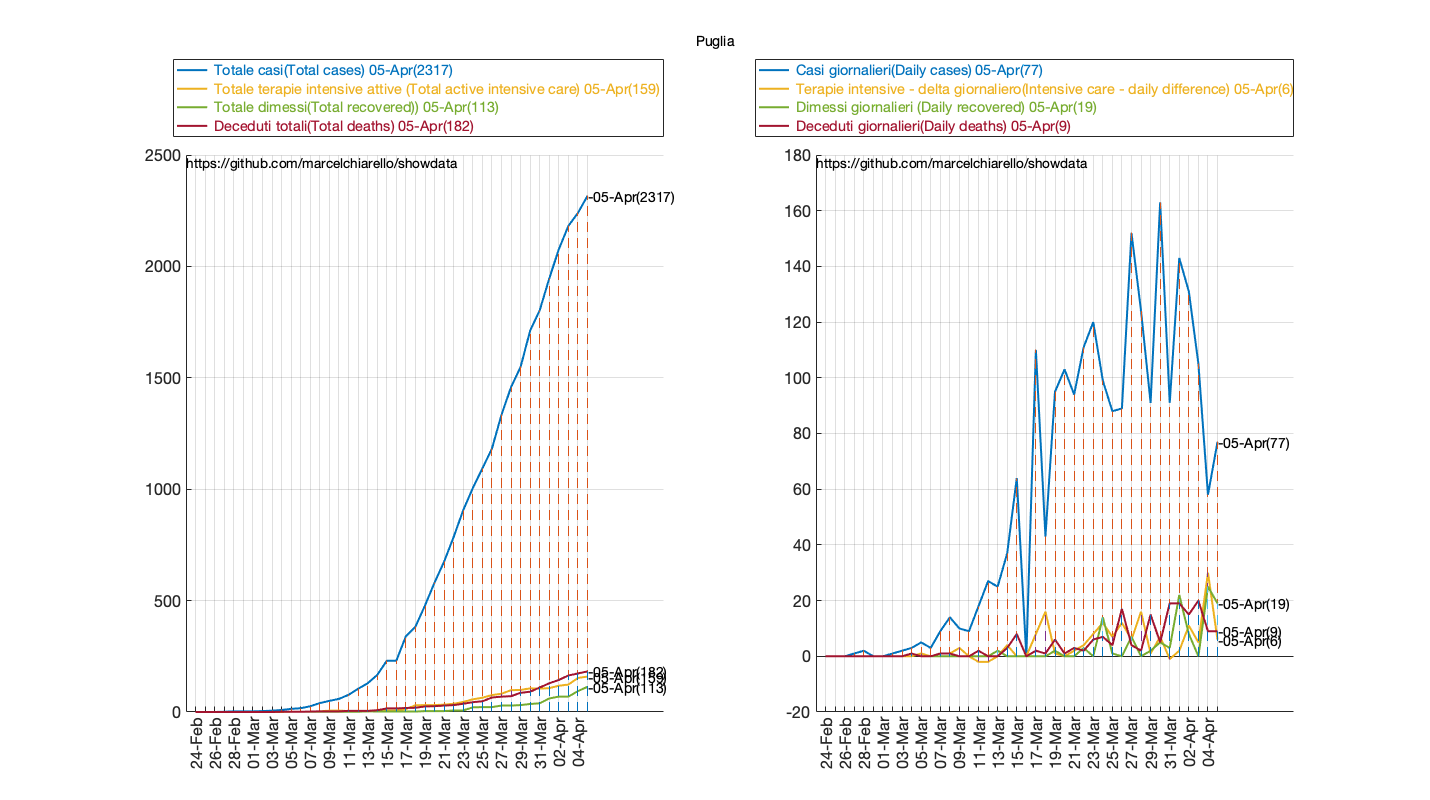 Puglia
Totale casi(Total cases) 05-Apr(2317)
Totale terapie intensive attive (Total active intensive care) 05-Apr(159)
Totale dimessi(Total recovered)) 05-Apr(113)
Deceduti totali(Total deaths) 05-Apr(182)
2500
https://github.com/marcelchiarello/showdata
-05-Apr(2317)
2000
1500
1000
500
-05-Apr(182)
-05-Apr(159)
-05-Apr(113)
0
24-Feb
26-Feb
28-Feb
01-Mar
03-Mar
05-Mar
07-Mar
09-Mar
11-Mar
13-Mar
15-Mar
17-Mar
19-Mar
21-Mar
23-Mar
25-Mar
27-Mar
29-Mar
31-Mar
02-Apr
04-Apr
Casi giornalieri(Daily cases) 05-Apr(77)
Terapie intensive - delta giornaliero(Intensive care - daily difference) 05-Apr(6)
Dimessi giornalieri (Daily recovered) 05-Apr(19)
Deceduti giornalieri(Daily deaths) 05-Apr(9)
180
https://github.com/marcelchiarello/showdata
160
140
120
100
80
-05-Apr(77)
60
40
20
-05-Apr(19)
-05-Apr(9)
-05-Apr(6)
0
-20
24-Feb
26-Feb
28-Feb
01-Mar
03-Mar
05-Mar
07-Mar
09-Mar
11-Mar
13-Mar
15-Mar
17-Mar
19-Mar
21-Mar
23-Mar
25-Mar
27-Mar
29-Mar
31-Mar
02-Apr
04-Apr